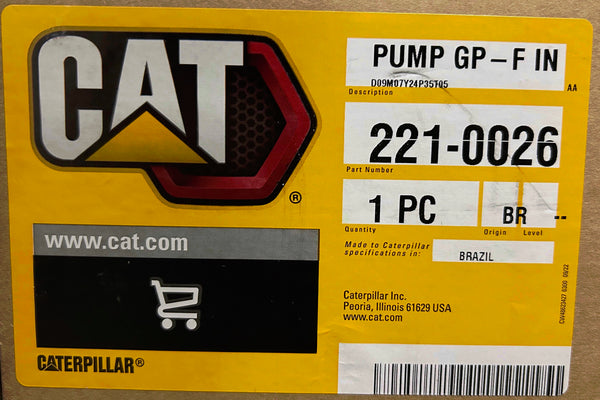 CAT
®
www.cat.com
CATERPILLAR®
PUMP GP-F IN
D09M07Y24P35T05
Description
AA
221-0026
Part Number
1 PC
BR
--
Quantity
Origin
Level
Made to Caterpillar
specifications in:
BRAZIL
Caterpillar Inc.
Peoria, Illinois 61629 USA
www.cat.com